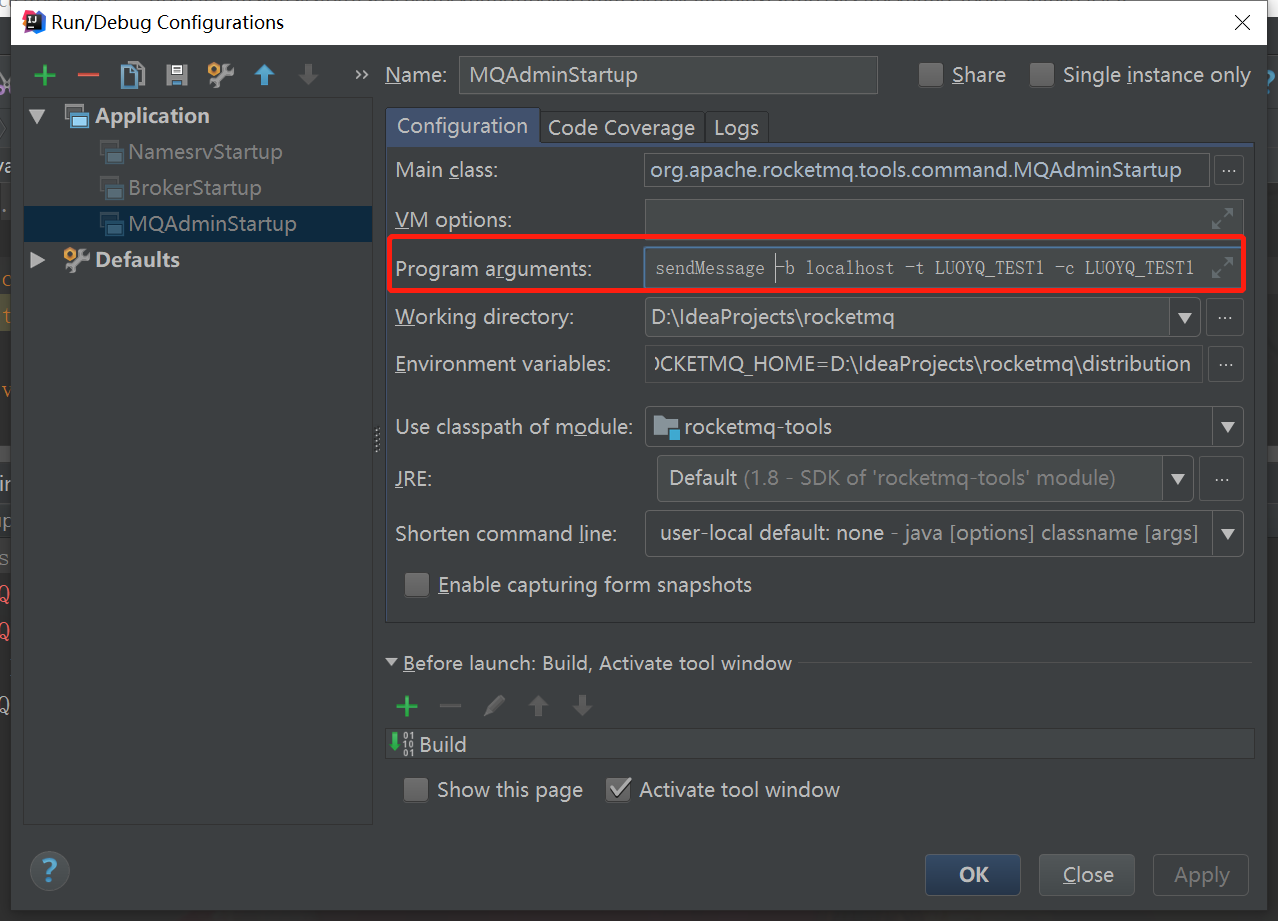 Run/Debug Configurations
Name: MQAdminStartup
Share
Single instance only
Application
NamesrvStartup
BrokerStartup
MQAdminStartup
Defaults
Configuration
Code Coverage
Logs
Main class: org.apache.rocketmq.tools.command.MQAdminStartup ...
VM options:
Program arguments: sendMessage -b localhost -t LUOYQ_TEST1 -c LUOYQ_TEST1
Working directory: D:\IdeaProjects\rocketmq ...
Environment variables: OCKETMQ_HOME=D:\IdeaProjects\rocketmq\distribution ...
Use classpath of module: rocketmq-tools
JRE: Default (1.8 - SDK of 'rocketmq-tools' module) ...
Shorten command line: user-local default: none - java [options] classname [args]
Enable capturing form snapshots
Before launch: Build, Activate tool window
Build
Show this page
Activate tool window
?
OK
Close
Apply